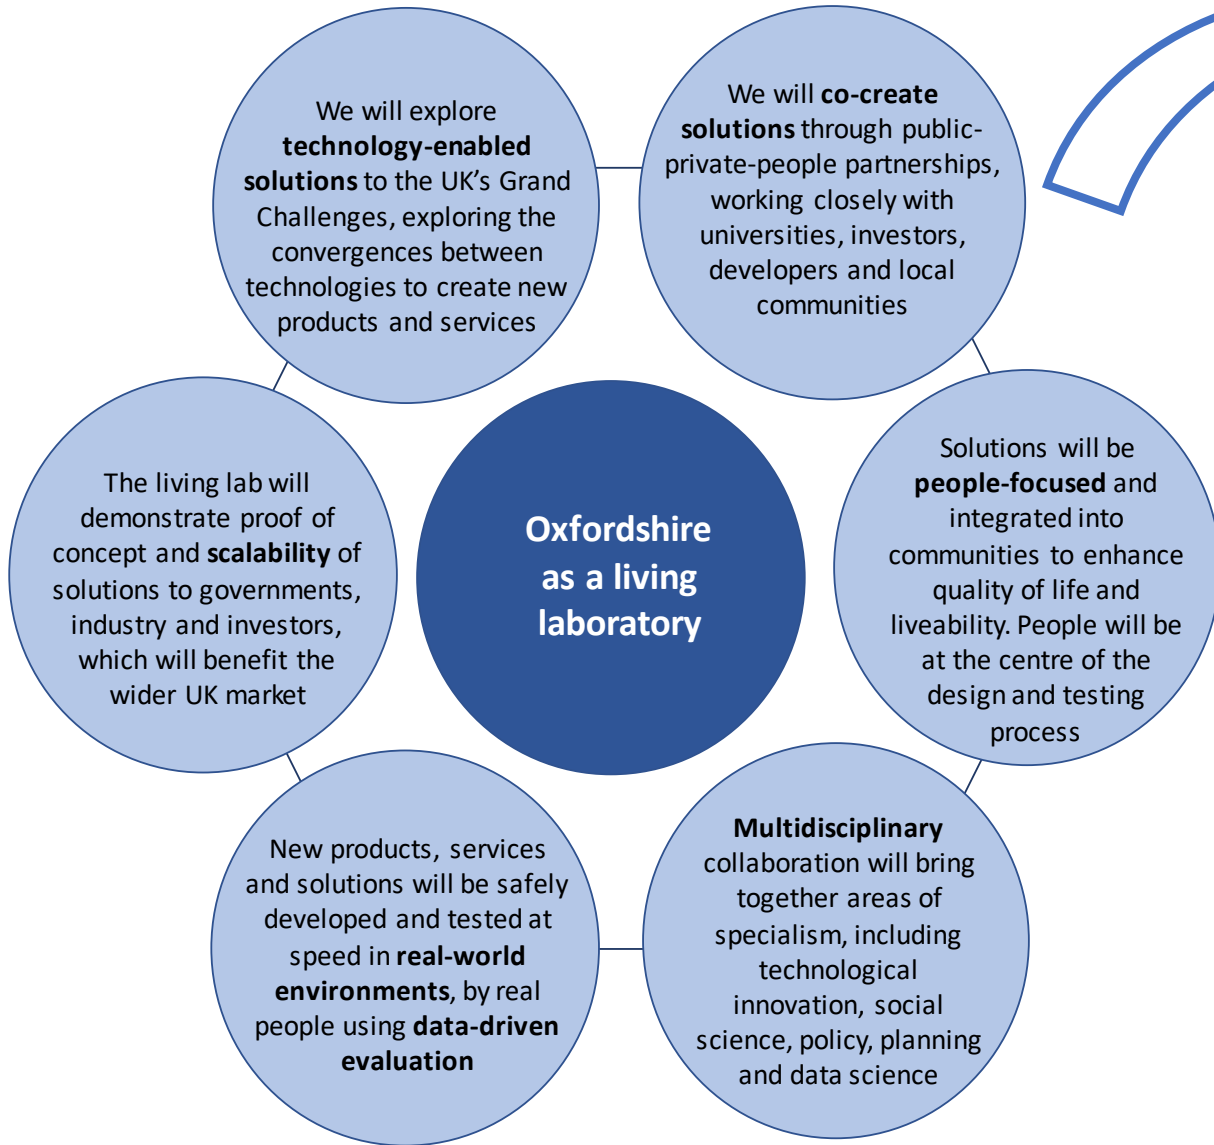 We will explore
technology-enabled
solutions to the UK's Grand
Challenges, exploring the
convergences between
technologies to create new
products and services
We will co-create
solutions through public-
private-people partnerships,
working closely with
universities, investors,
developers and local
communities
Solutions will be
people-focused and
integrated into
communities to enhance
quality of life and
liveability. People will be
at the centre of the
design and testing
process
Multidisciplinary
collaboration will bring
together areas of
specialism, including
technological
innovation, social
science, policy, planning
and data science
New products, services
and solutions will be safely
developed and tested at
speed in real-world
environments, by real
people using data-driven
evaluation
The living lab will
demonstrate proof of
concept and scalability of
solutions to governments,
industry and investors,
which will benefit the
wider UK market
Oxfordshire
as a living
laboratory